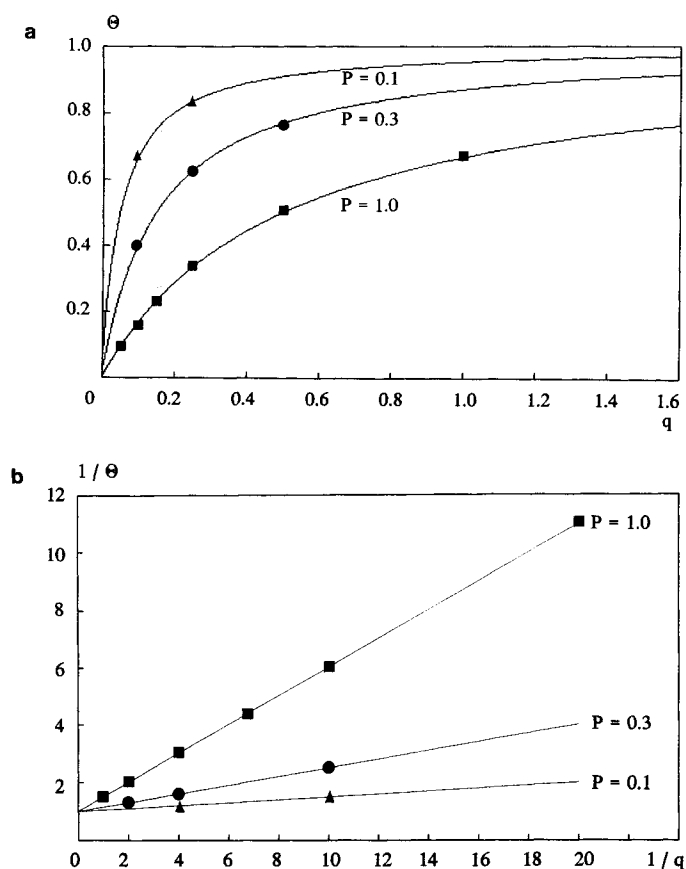 a
Θ
1.0
0.8
0.6
0.4
0.2
P = 0.1
P = 0.3
P = 1.0
0 0.2 0.4 0.6 0.8 1.0 1.2 1.4 1.6
q
b
1 / Θ
12
10
8
6
4
2
P = 1.0
P = 0.3
P = 0.1
0 2 4 6 8 10 12 14 16 18 20 1 / q